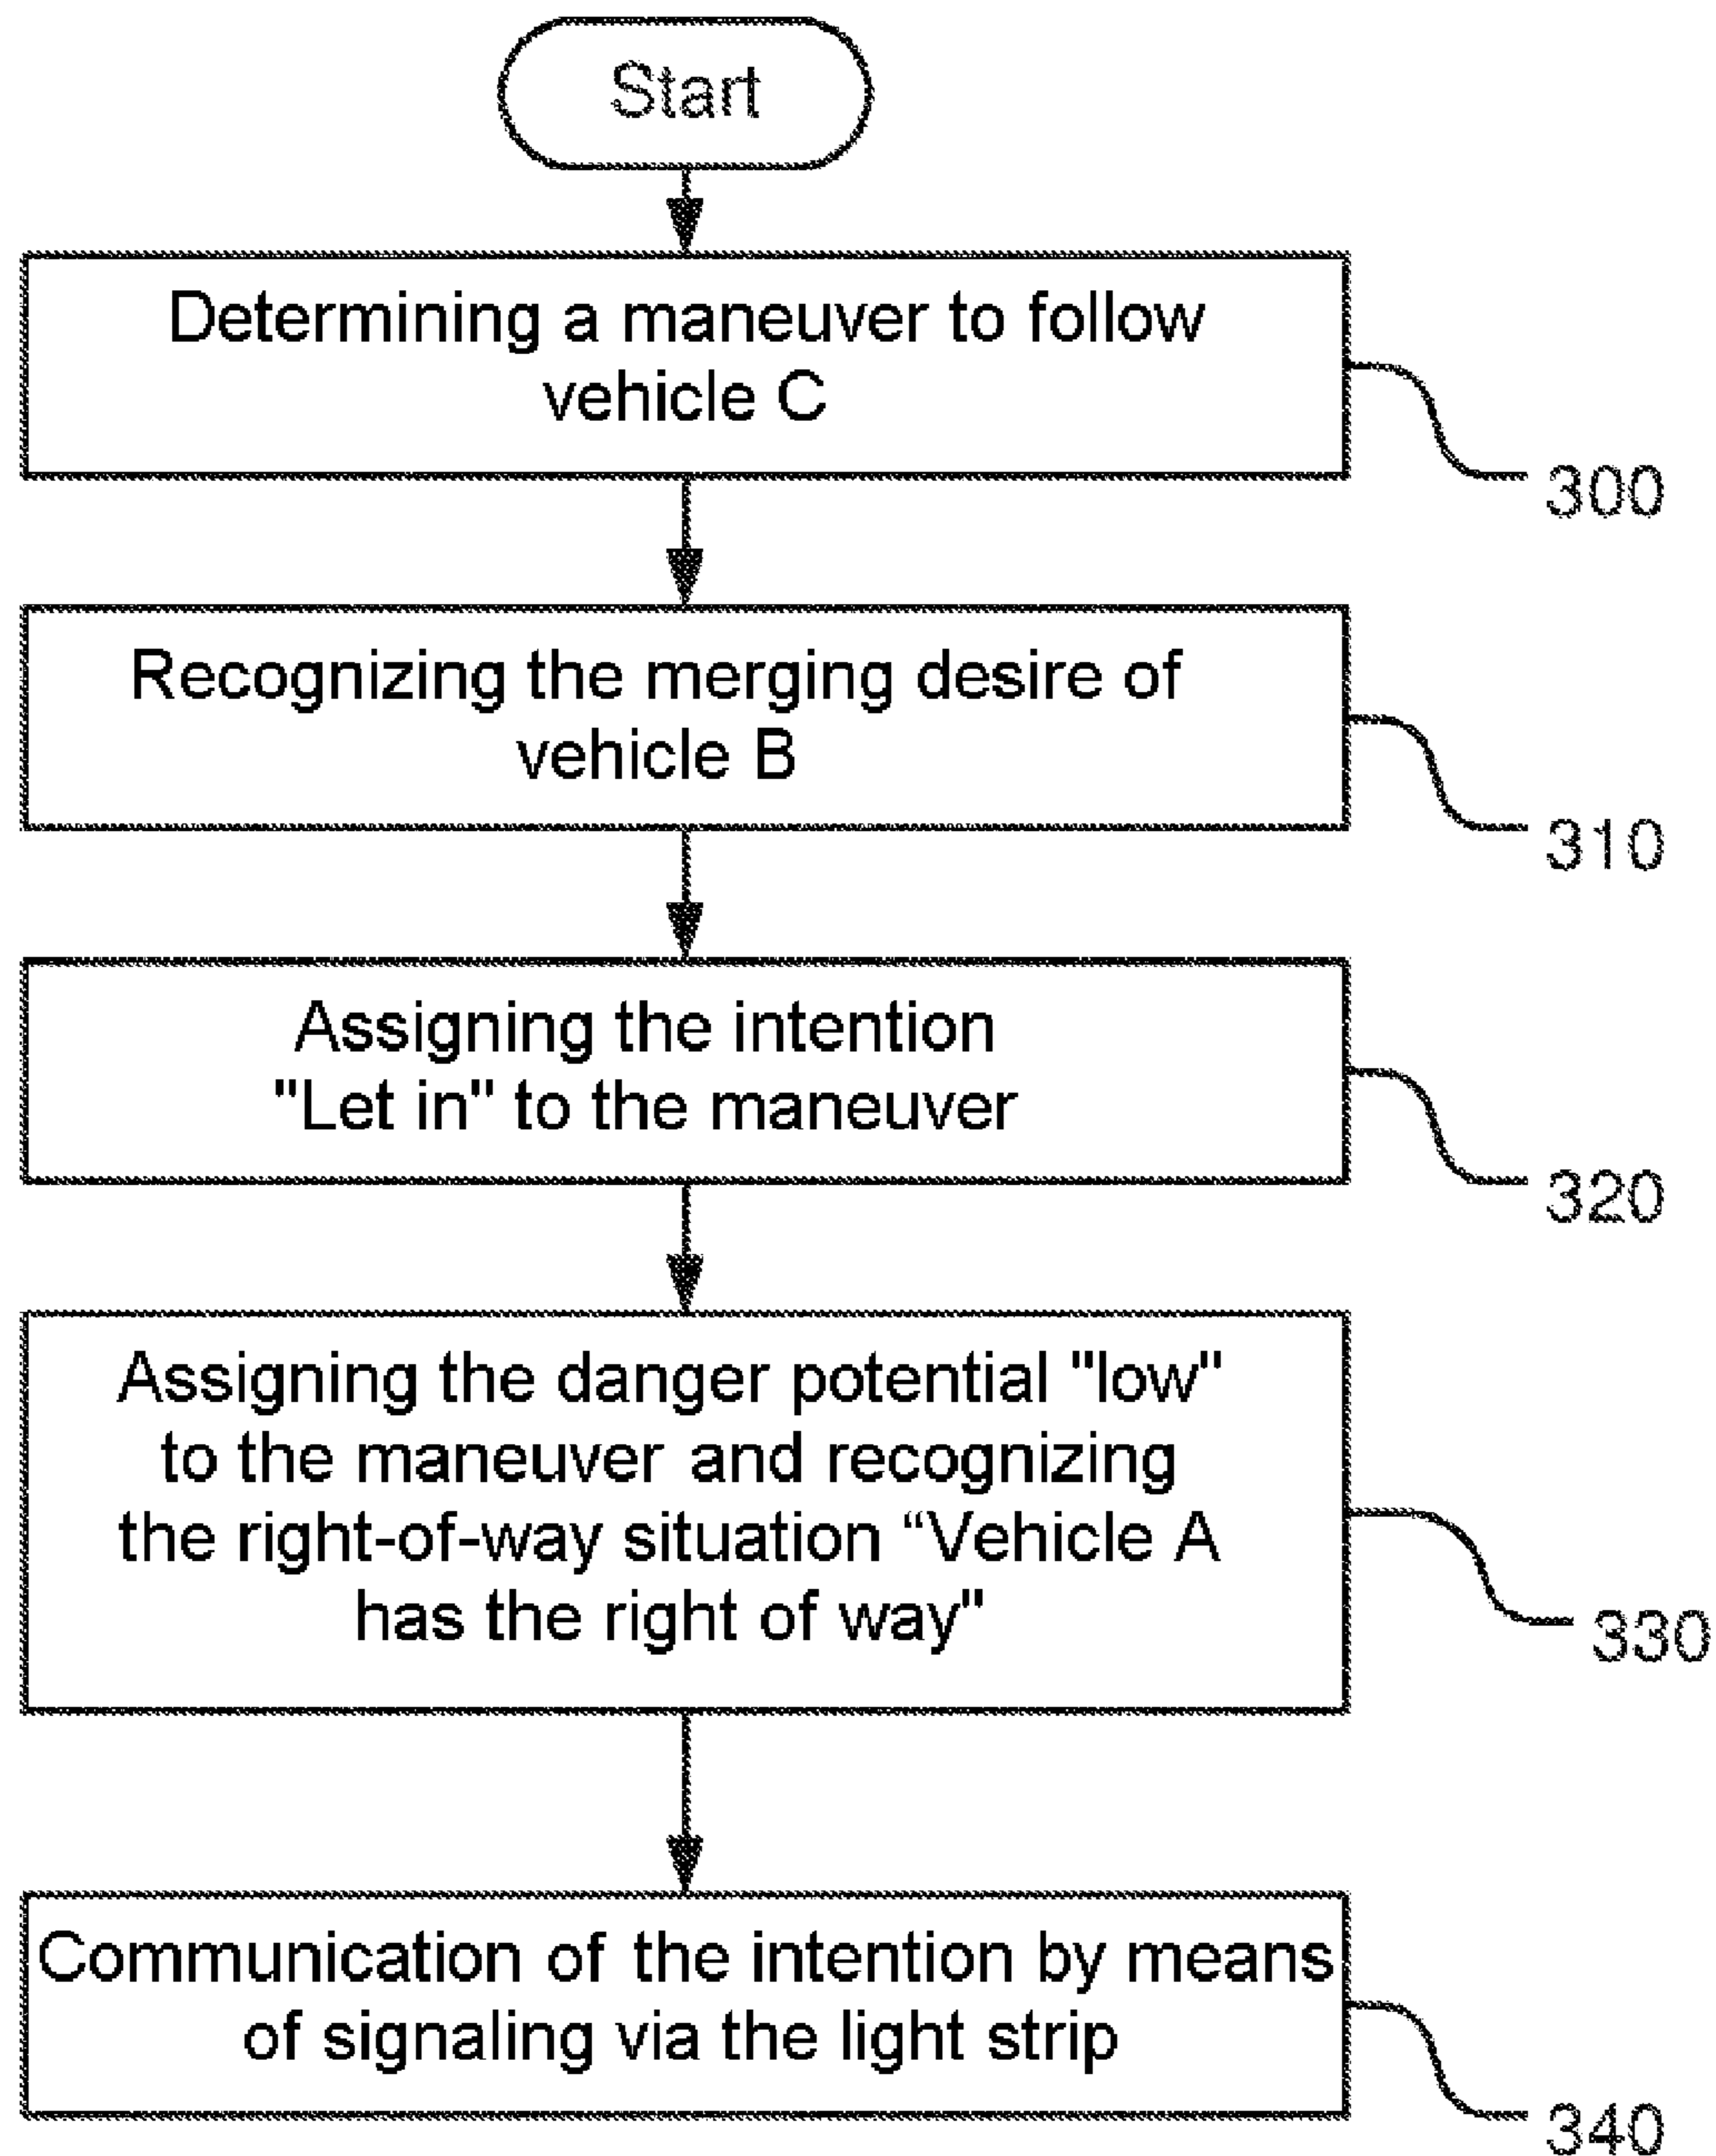 Start
Determining a maneuver to follow
vehicle C
300
Recognizing the merging desire of
vehicle B
310
Assigning the intention
"Let in" to the maneuver
320
Assigning the danger potential "low"
to the maneuver and recognizing
the right-of-way situation “Vehicle A
has the right of way"
330
Communication of the intention by means
of signaling via the light strip
340